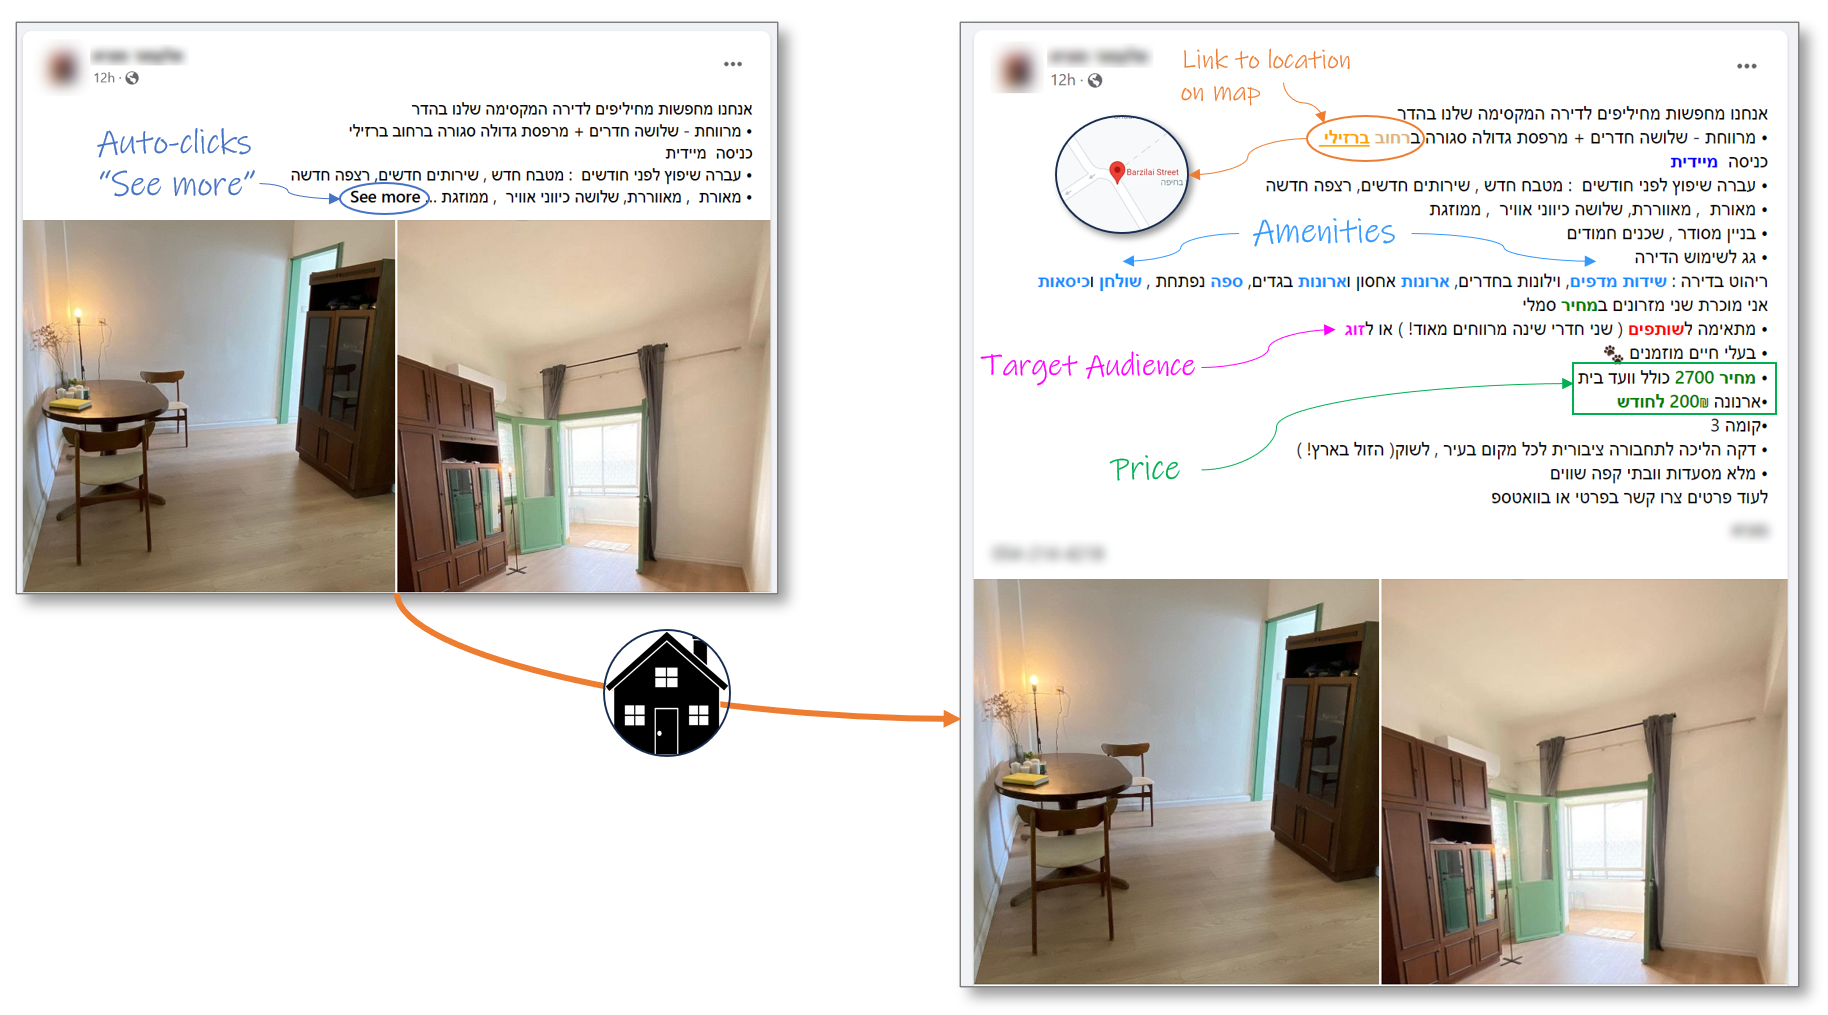 12h
Auto-clicks
"See more"
אנחנו מחפשות מחיליפים לדירה המקסימה שלנו בהדר
• מרווחת - שלושה חדרים + מרפסת גדולה סגורה ברחוב ברזילי
כניסה מיידית
• עברה שיפוץ לפני חודשים : מטבח חדש , שירותים חדשים, רצפה חדשה
• מאורת , מאווררת, שלושה כיווני אוויר , ממוזגת ... See more
12h
Link to location
on map
Barzilai Street
בחיפה
אנחנו מחפשות מחיליפים לדירה המקסימה שלנו בהדר
• מרווחת - שלושה חדרים + מרפסת גדולה סגורה ברחוב ברזילי
כניסה מיידית
• עברה שיפוץ לפני חודשים : מטבח חדש , שירותים חדשים, רצפה חדשה
• מאורת , מאווררת, שלושה כיווני אוויר , ממוזגת
Amenities
• בניין מסודר , שכנים חמודים
• גג לשימוש הדירה
ריהוט בדירה : שידות מדפים, וילונות בחדרים, ארונות אחסון וארונות בגדים, ספה נפתחת , שולחן וכיסאות
אני מוכרת שני מזרונים במחיר סמלי
• מתאימה לשותפים ( שני חדרי שינה מרווחים מאוד! ) או לזוג
Target Audience
• בעלי חיים מוזמנים 🐾
• מחיר 2700 כולל וועד בית
•ארנונה 200₪ לחודש
•קומה 3
• דקה הליכה לתחבורה ציבורית לכל מקום בעיר , לשוק( הזול בארץ! )
Price
• מלא מסעדות וובתי קפה שווים
לעוד פרטים צרו קשר בפרטי או בוואטספ